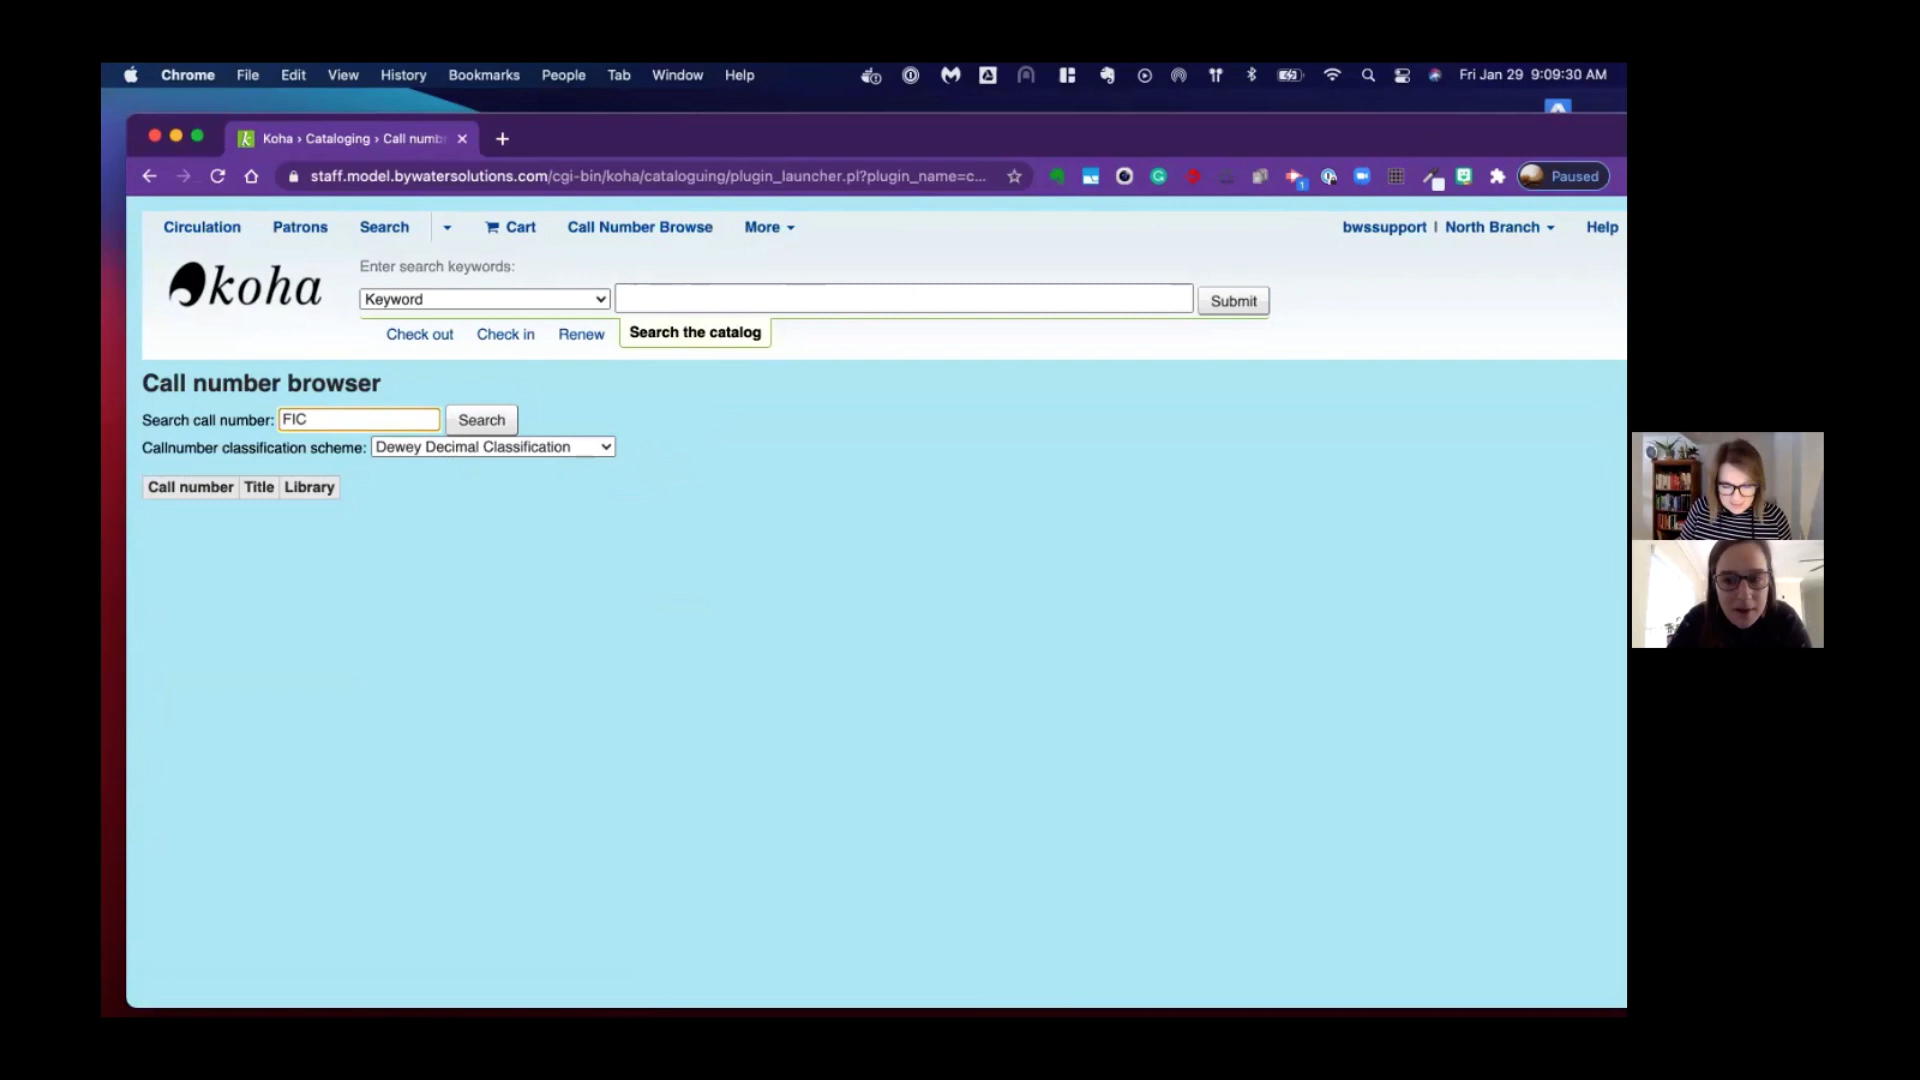 Chrome File Edit View History Bookmarks People Tab Window Help Fri Jan 29 9:09:30 AM
Koha › Cataloging › Call numb
staff.model.bywatersolutions.com/cgi-bin/koha/cataloguing/plugin_launcher.pl?plugin_name=c... Paused
Circulation Patrons Search Cart Call Number Browse More bwssupport | North Branch Help
koha
Enter search keywords:
Keyword Submit
Check out Check in Renew Search the catalog
Call number browser
Search call number: FIC Search
Callnumber classification scheme: Dewey Decimal Classification
Call number Title Library